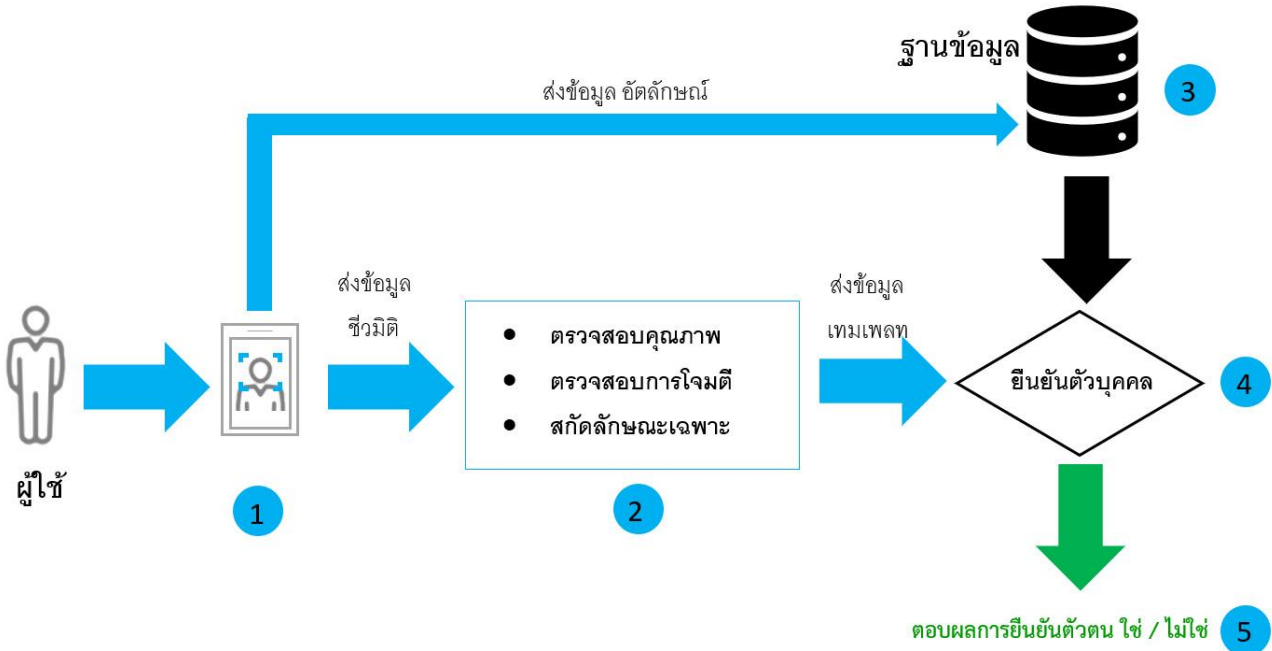 ฐานข้อมูล
3
ส่งข้อมูล อัตลักษณ์
ส่งข้อมูล
ชีวมิติ
ส่งข้อมูล
เทมเพลท
● ตรวจสอบคุณภาพ
● ตรวจสอบการโจมตี
● สกัดลักษณะเฉพาะ
ยืนยันตัวบุคคล
4
ผู้ใช้
1
2
ตอบผลการยืนยันตัวตน ใช่ / ไม่ใช่
5